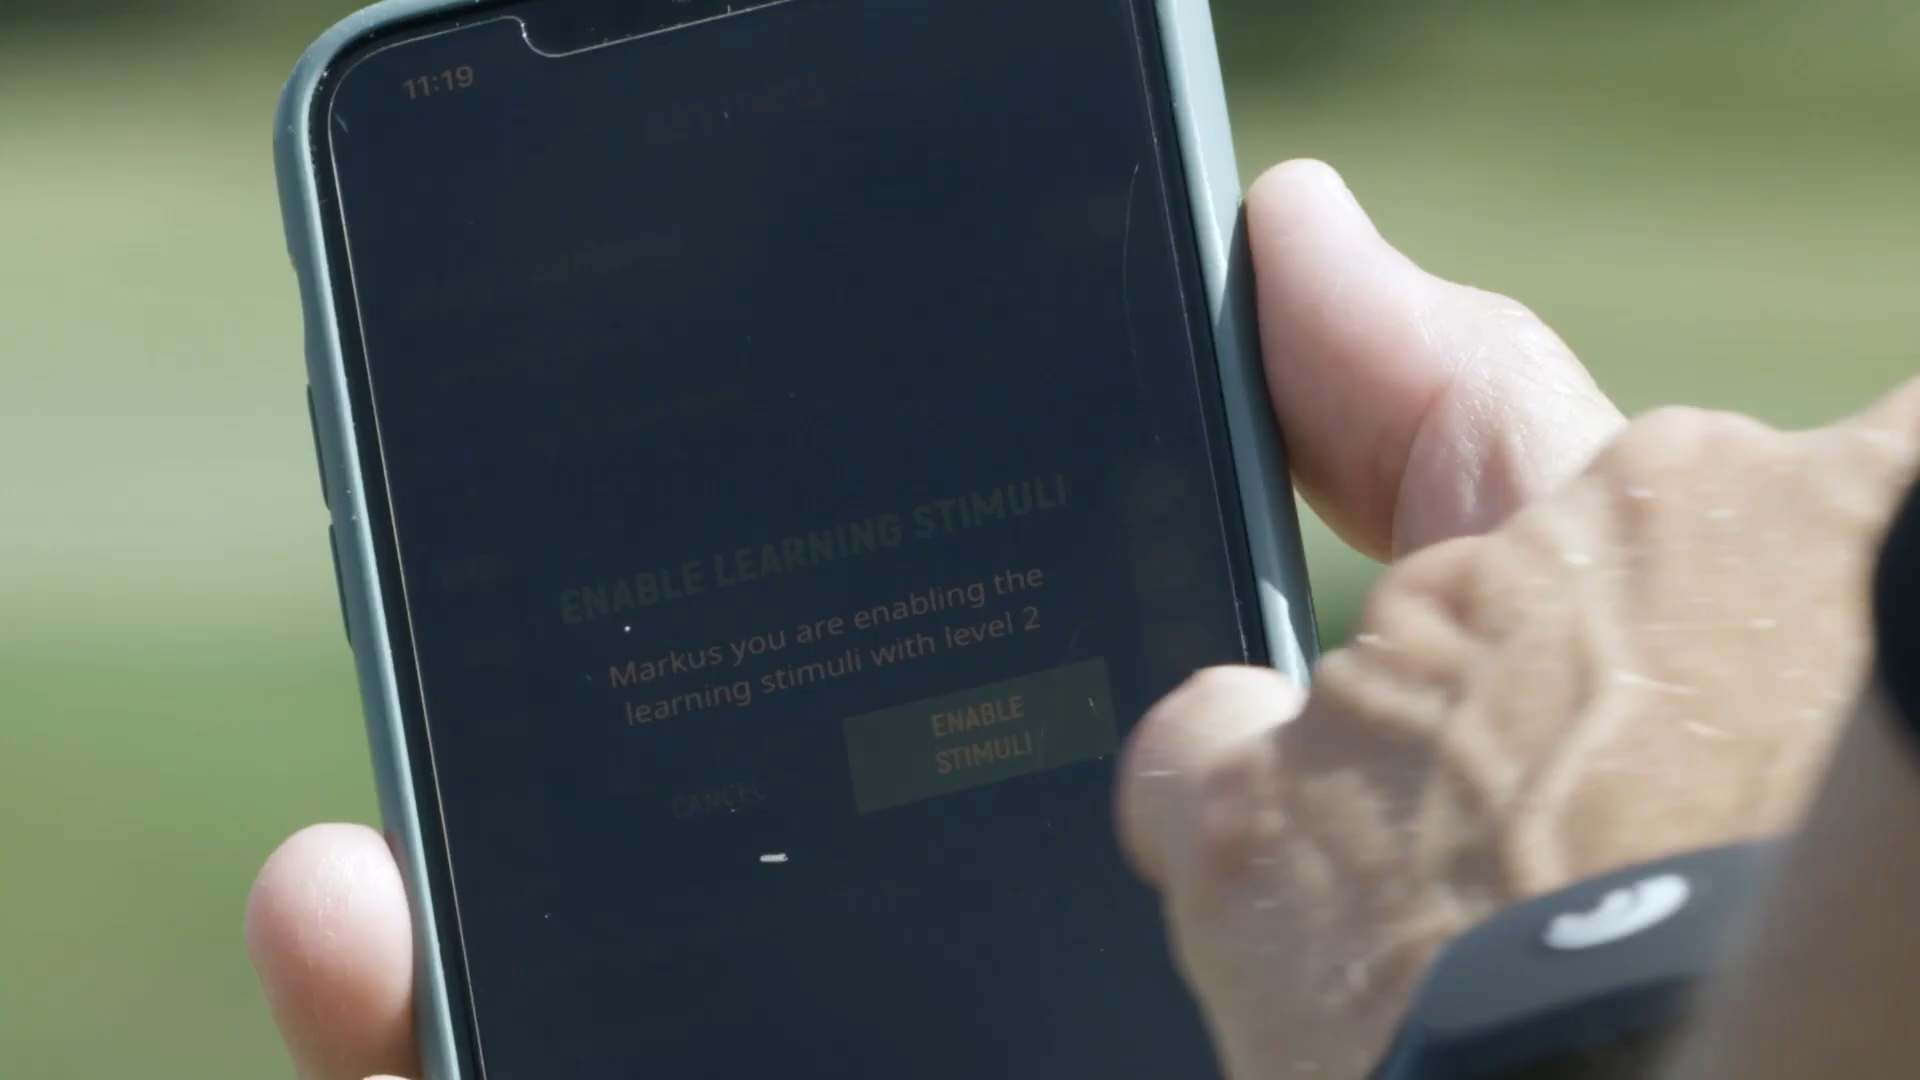 11:19
ENABLE LEARNING STIMULI
Markus you are enabling the
learning stimuli with level 2
ENABLE
STIMULI
CANCEL